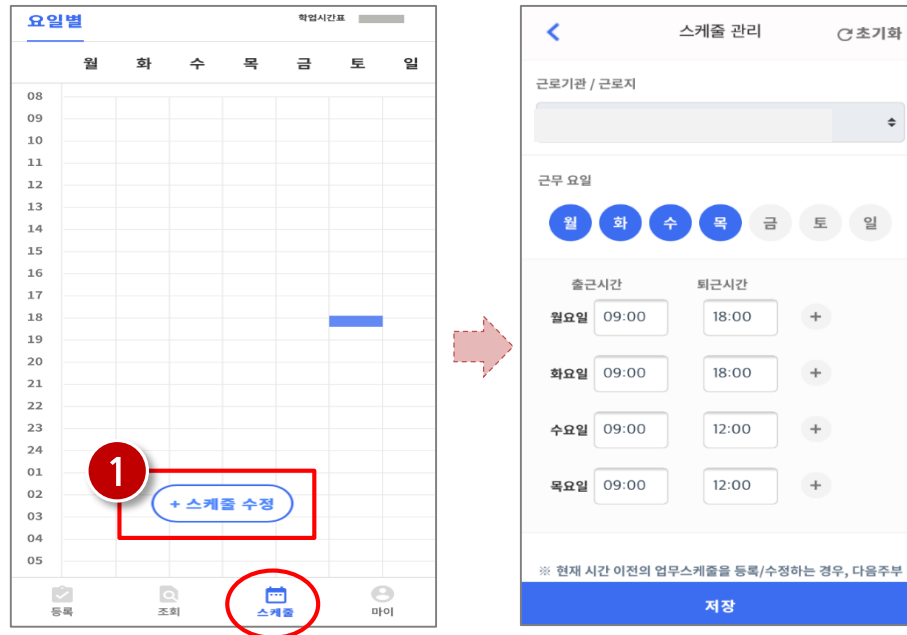 요일별
학업시간표
월 화 수 목 금 토 일
08
09
10
11
12
13
14
15
16
17
18
19
20
21
22
23
24
01
02
03
04
05
1
+ 스케줄 수정
등록 조회 스케줄 마이
스케줄 관리 초기화
근로기관 / 근로지
근무 요일
월 화 수 목 금 토 일
출근시간 퇴근시간
월요일 09:00 18:00 +
화요일 09:00 18:00 +
수요일 09:00 12:00 +
목요일 09:00 12:00 +
※ 현재 시간 이전의 업무스케줄을 등록/수정하는 경우, 다음주부
저장